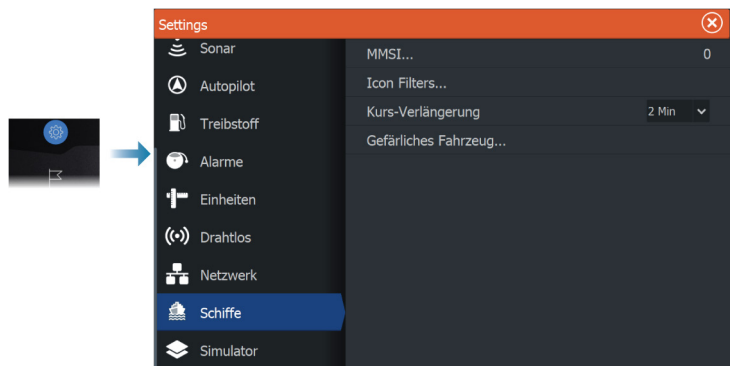 Settings
Sonar
Autopilot
Treibstoff
Alarme
Einheiten
Drahtlos
Netzwerk
Schiffe
Simulator
MMSI... 0
Icon Filters...
Kurs-Verlängerung 2 Min
Gefärliches Fahrzeug...